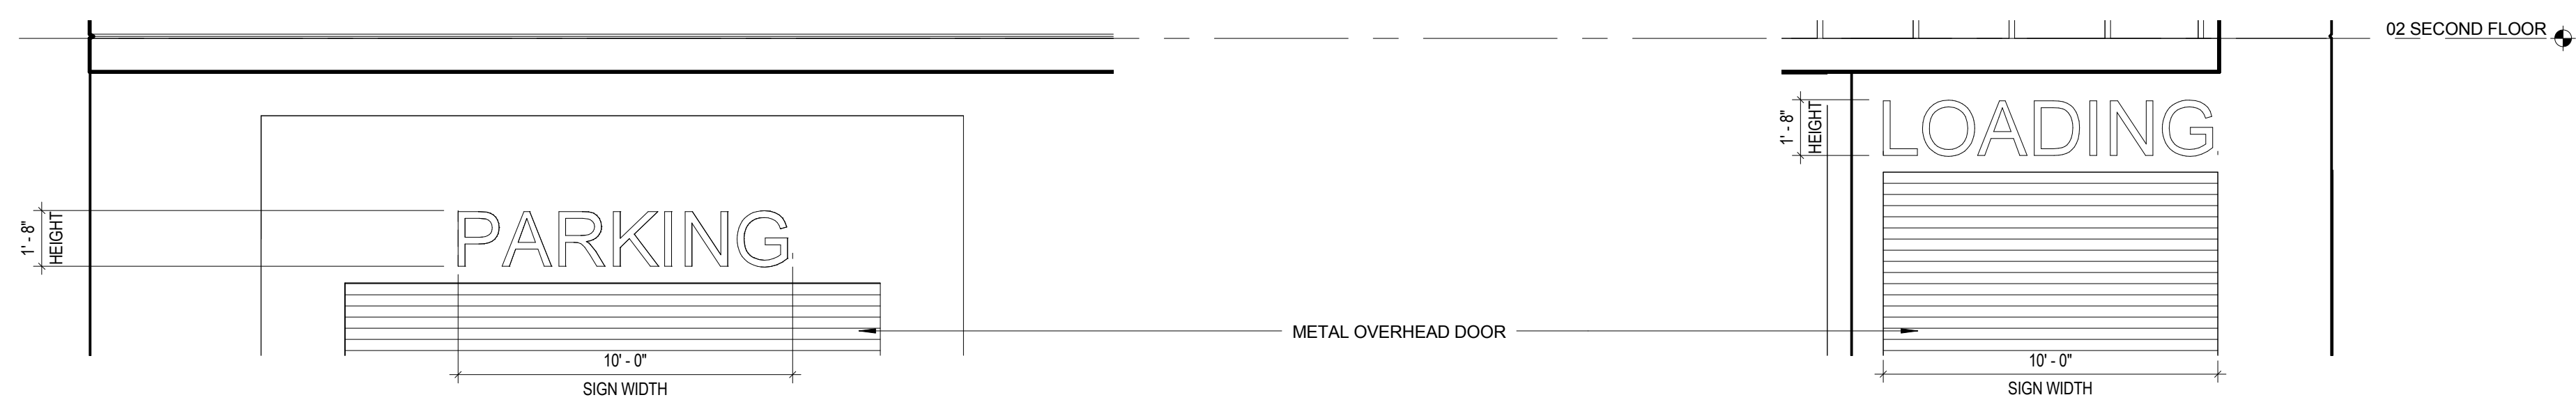 02 SECOND FLOOR
LOADING
1' - 8"
HEIGHT
PARKING
1' - 8"
HEIGHT
METAL OVERHEAD DOOR
10' - 0"
SIGN WIDTH
10' - 0"
SIGN WIDTH